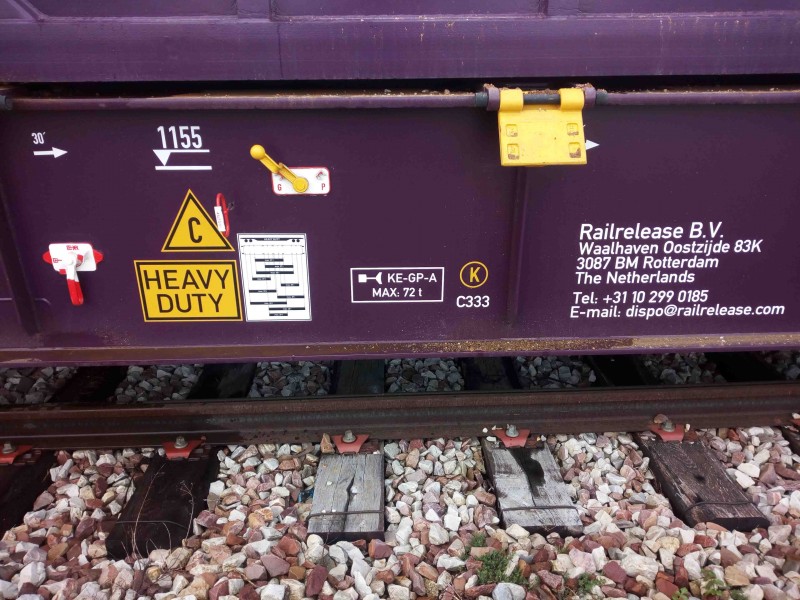 30'
1155
G P
C
HEAVY
DUTY
KE-GP-A
MAX: 72 t
K
C333
Railrelease B.V.
Waalhaven Oostzijde 83K
3087 BM Rotterdam
The Netherlands
Tel: +31 10 299 0185
E-mail: dispo@railrelease.com